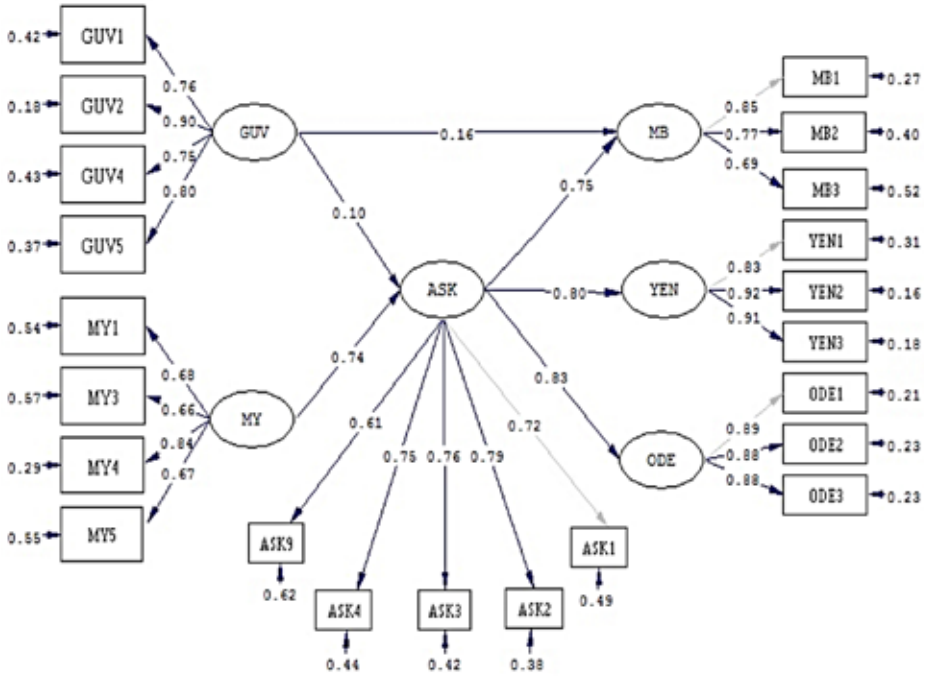 0.42 GUV1
0.18 GUV2
0.43 GUV4
0.37 GUV5
0.76
0.90
0.75
0.80
GUV
0.16
0.10
0.54 MY1
0.57 MY3
0.29 MY4
0.55 MY5
0.68
0.66
0.84
0.67
MY
0.74
ASK
0.75
0.80
0.83
MB
0.85
0.77
0.69
MB1 0.27
MB2 0.40
MB3 0.52
YEN
0.83
0.92
0.91
YEN1 0.31
YEN2 0.16
YEN3 0.18
ODE
0.89
0.88
0.88
ODE1 0.21
ODE2 0.23
ODE3 0.23
0.61
0.75
0.76
0.79
0.72
ASK9
0.62
ASK4
0.44
ASK3
0.42
ASK2
0.38
ASK1
0.49